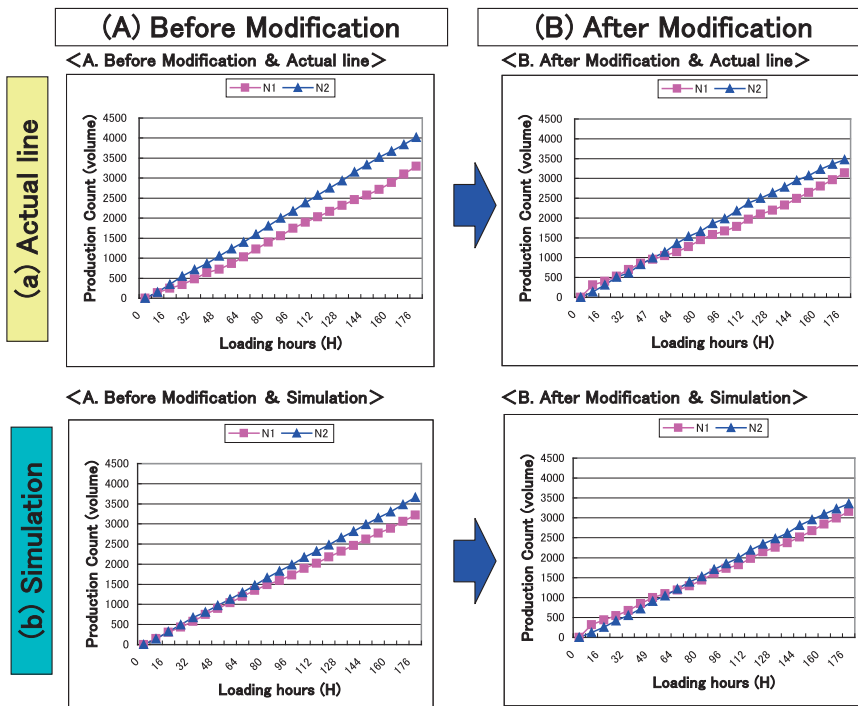 (A) Before Modification
(B) After Modification
(a) Actual line
<A. Before Modification & Actual line>
N1 N2
Production Count (volume)
4500
4000
3500
3000
2500
2000
1500
1000
500
0
0 16 32 48 64 80 96 112 128 144 160 176
Loading hours (H)
<B. After Modification & Actual line>
N1 N2
Production Count (volume)
4500
4000
3500
3000
2500
2000
1500
1000
500
0
0 16 32 48 64 80 96 112 128 144 160 176
Loading hours (H)
(b) Simulation
<A. Before Modification & Simulation>
N1 N2
Production Count (volume)
4500
4000
3500
3000
2500
2000
1500
1000
500
0
0 16 32 48 64 80 96 112 128 144 160 176
Loading hours (H)
<B. After Modification & Simulation>
N1 N2
Production Count (volume)
4500
4000
3500
3000
2500
2000
1500
1000
500
0
0 16 32 48 64 80 96 112 128 144 160 176
Loading hours (H)